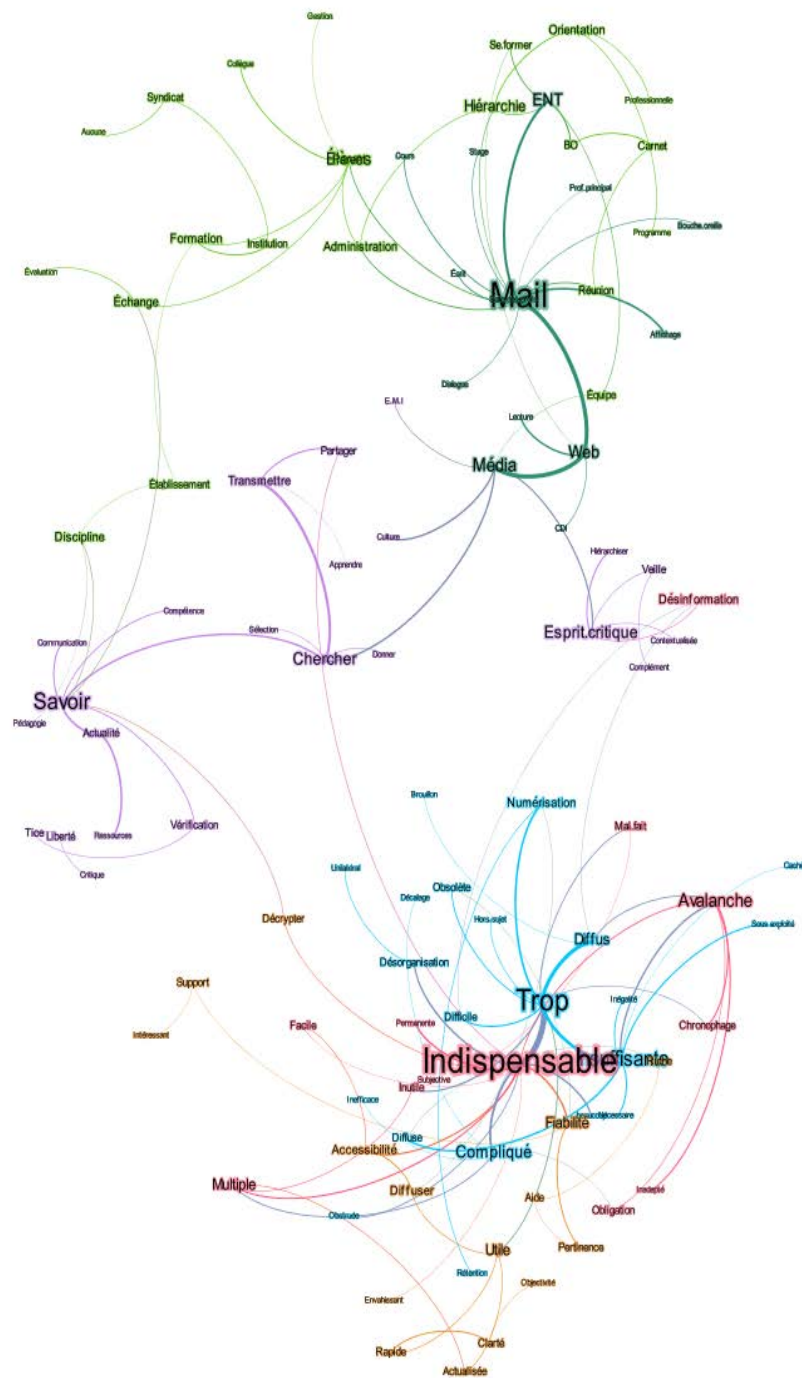 Gestion
Se.former
Orientation
Collègue
Syndicat
Hiérarchie
ENT
Professionnelle
Aucune
BO
Carnet
Élèves
Cours
Stage
Prof.principal
Formation
Institution
Administration
Programme
Bouche.oreille
Évaluation
Écrit
Échange
Mail
Réunion
Affichage
Dialogue
Équipe
E.M.I
Lecture
Partager
Web
Transmettre
Média
Établissement
Culture
CDI
Discipline
Apprendre
Hiérarchiser
Veille
Désinformation
Compétence
Communication
Sélection
Esprit.critique
Contextualisée
Chercher
Donner
Complément
Savoir
Pédagogie
Actualité
Brouillon
Numérisation
Tice
Liberté
Ressources
Vérification
Mal.fait
Critique
Unilatéral
Caché
Obsolète
Décalage
Avalanche
Décrypter
Hors.sujet
Sous.exploité
Diffus
Désorganisation
Support
Trop
Inégalité
Facile
Permanente
Difficile
Chronophage
Intéressant
Indispensable
Inutile
Subjective
Inefficace
Nécessaire
Fiabilité
Diffuse
Accessibilité
Compliqué
Multiple
Diffuser
Inadapté
Aide
Obligation
Obstruée
Utile
Pertinence
Rétention
Objectivité
Envahissant
Clarté
Rapide
Actualisée